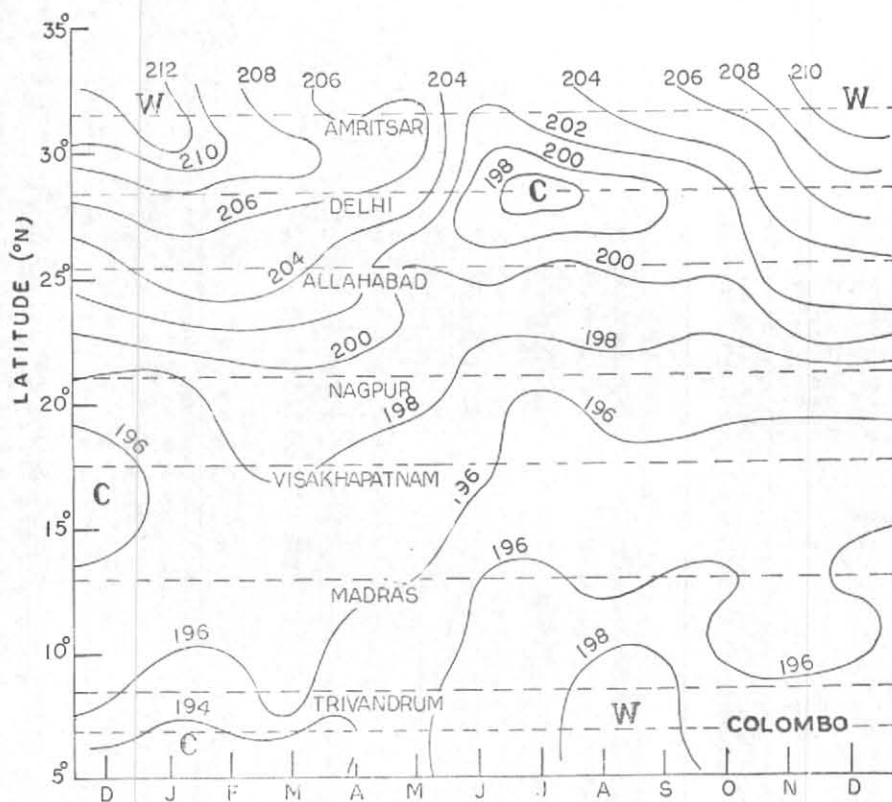 35°
212 208 206 204 204 206 208 210
W W
AMRITSAR
202
30°
210
200
198
C
206
DELHI
204
200
25°
ALLAHABAD
200
198
LATITUDE (°N)
NAGPUR
20°
198
196
196
VISAKHAPATNAM
C
196
15°
196
MADRAS
196
198
10°
196
TRIVANDRUM
194
W
COLOMBO
C
5°
D J F M A M J J A S O N D